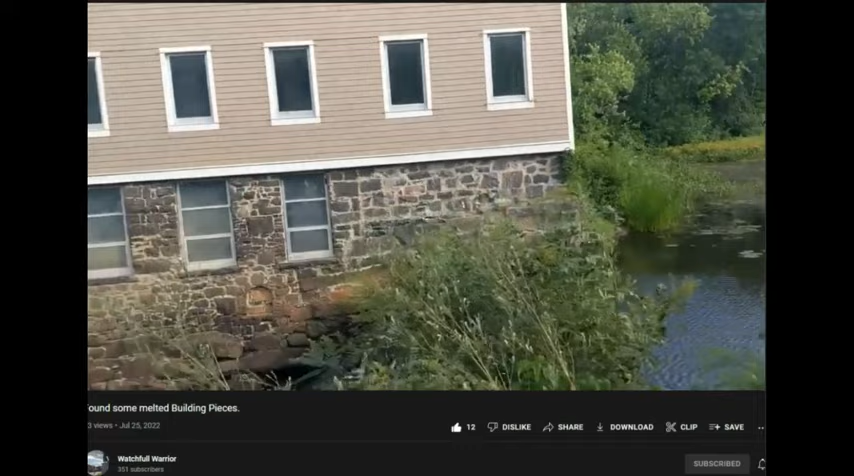 ound some melted Building Pieces.
3 views • Jul 25, 2022
12 DISLIKE SHARE DOWNLOAD CLIP SAVE ...
Watchfull Warrior
351 subscribers
SUBSCRIBED